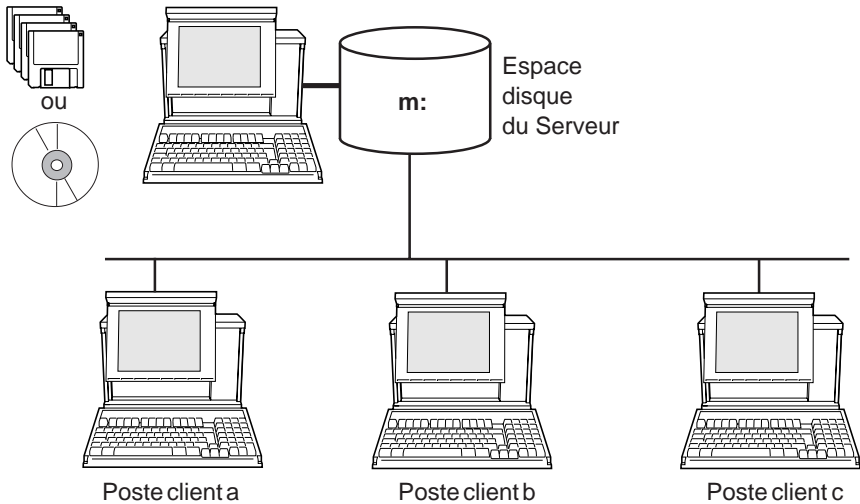 ou
m:
Espace
disque
du Serveur
Poste client a
Poste client b
Poste client c